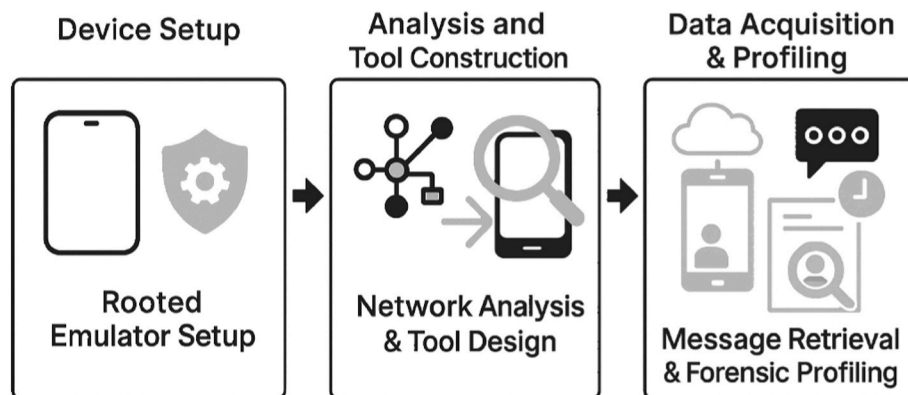 Device Setup
Rooted
Emulator Setup
Analysis and
Tool Construction
Network Analysis
& Tool Design
Data Acquisition
& Profiling
Message Retrieval
& Forensic Profiling